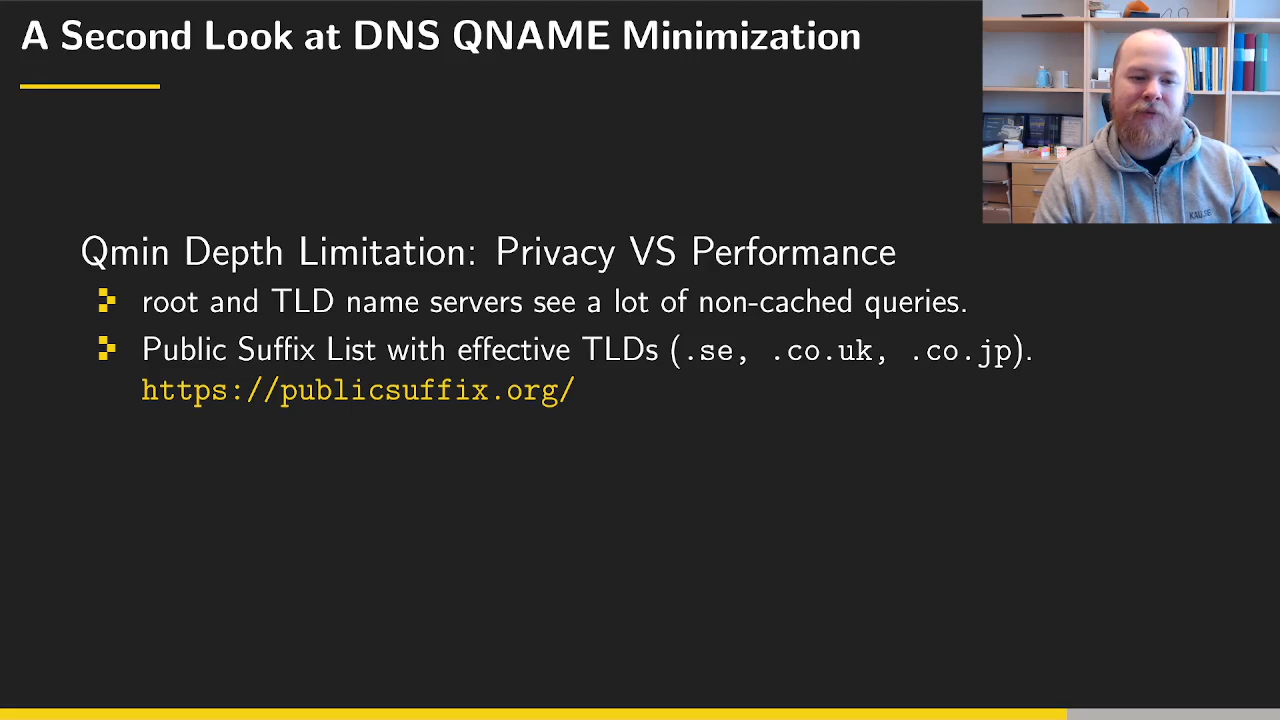 A Second Look at DNS QNAME Minimization
Qmin Depth Limitation: Privacy VS Performance
root and TLD name servers see a lot of non-cached queries.
Public Suffix List with effective TLDs (.se, .co.uk, .co.jp).
https://publicsuffix.org/